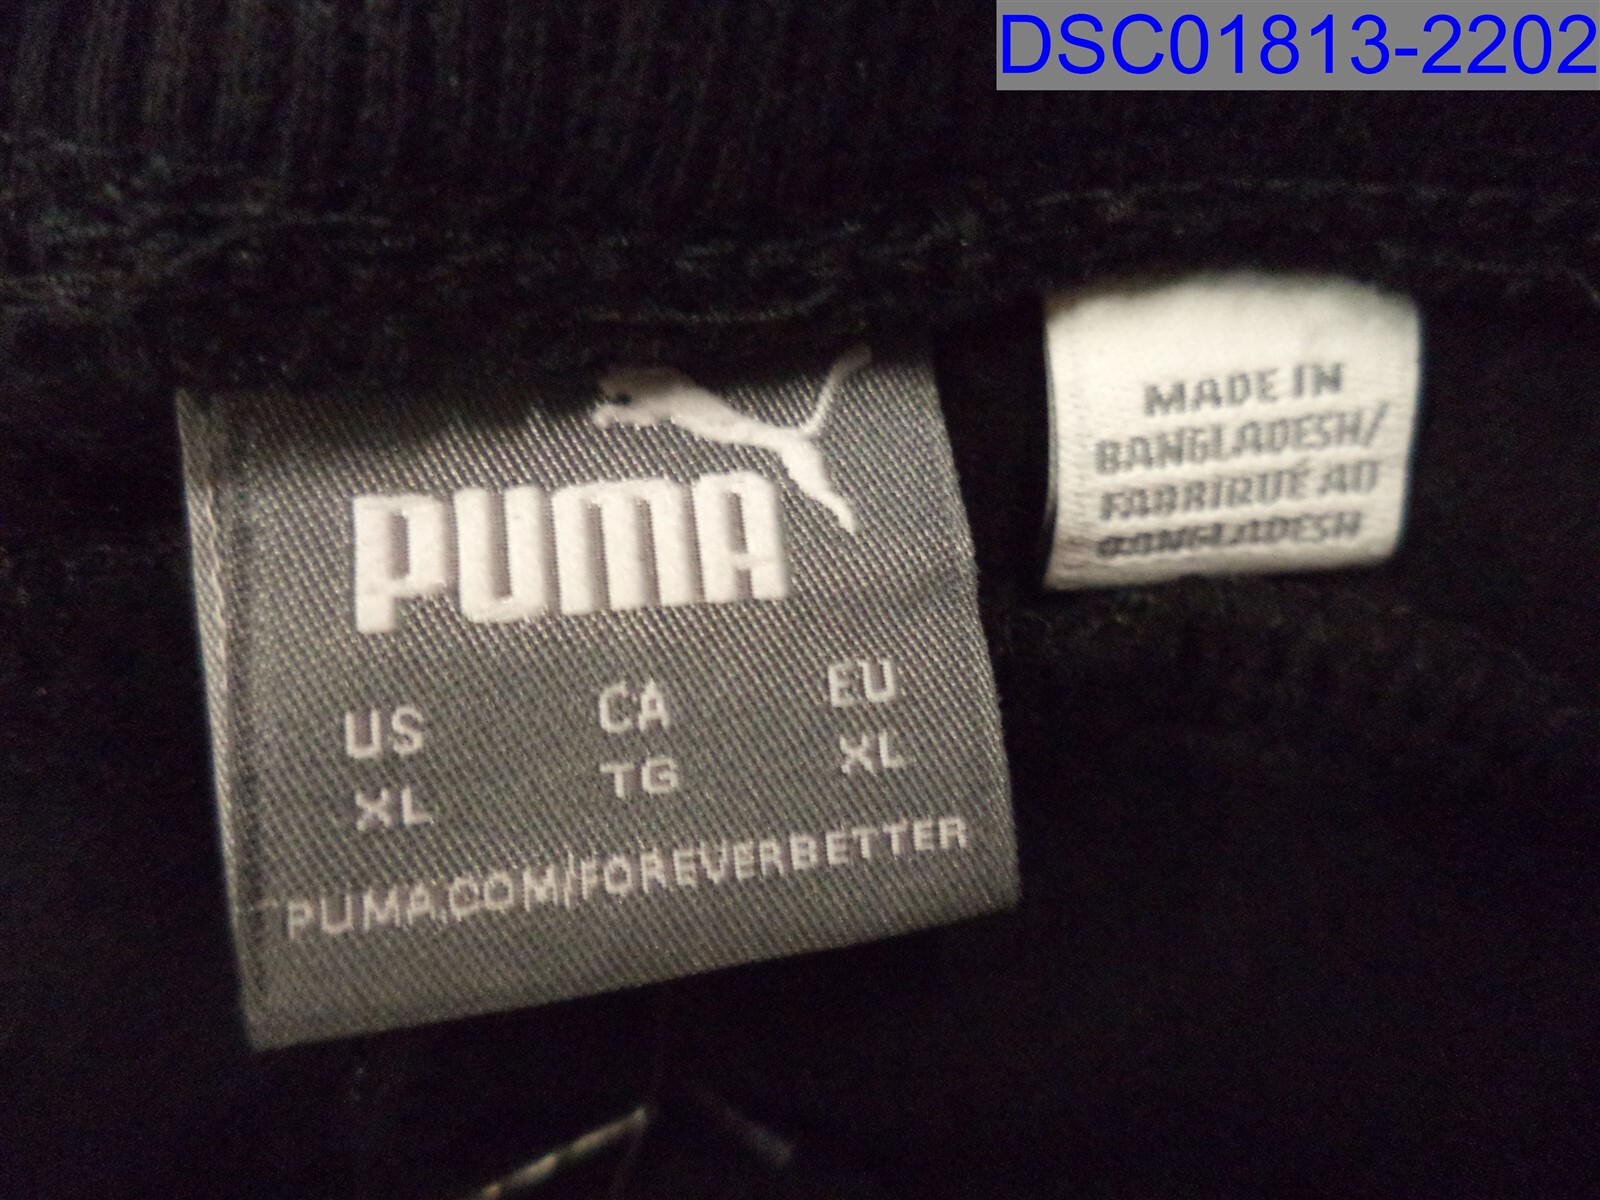 DSC01813-2202
PUMA
US CA EU
XL TG XL
PUMA.COM/FOREVERBETTER
MADE IN
BANGLADESH/
FABRIQUÉ AU
BANGLADESH